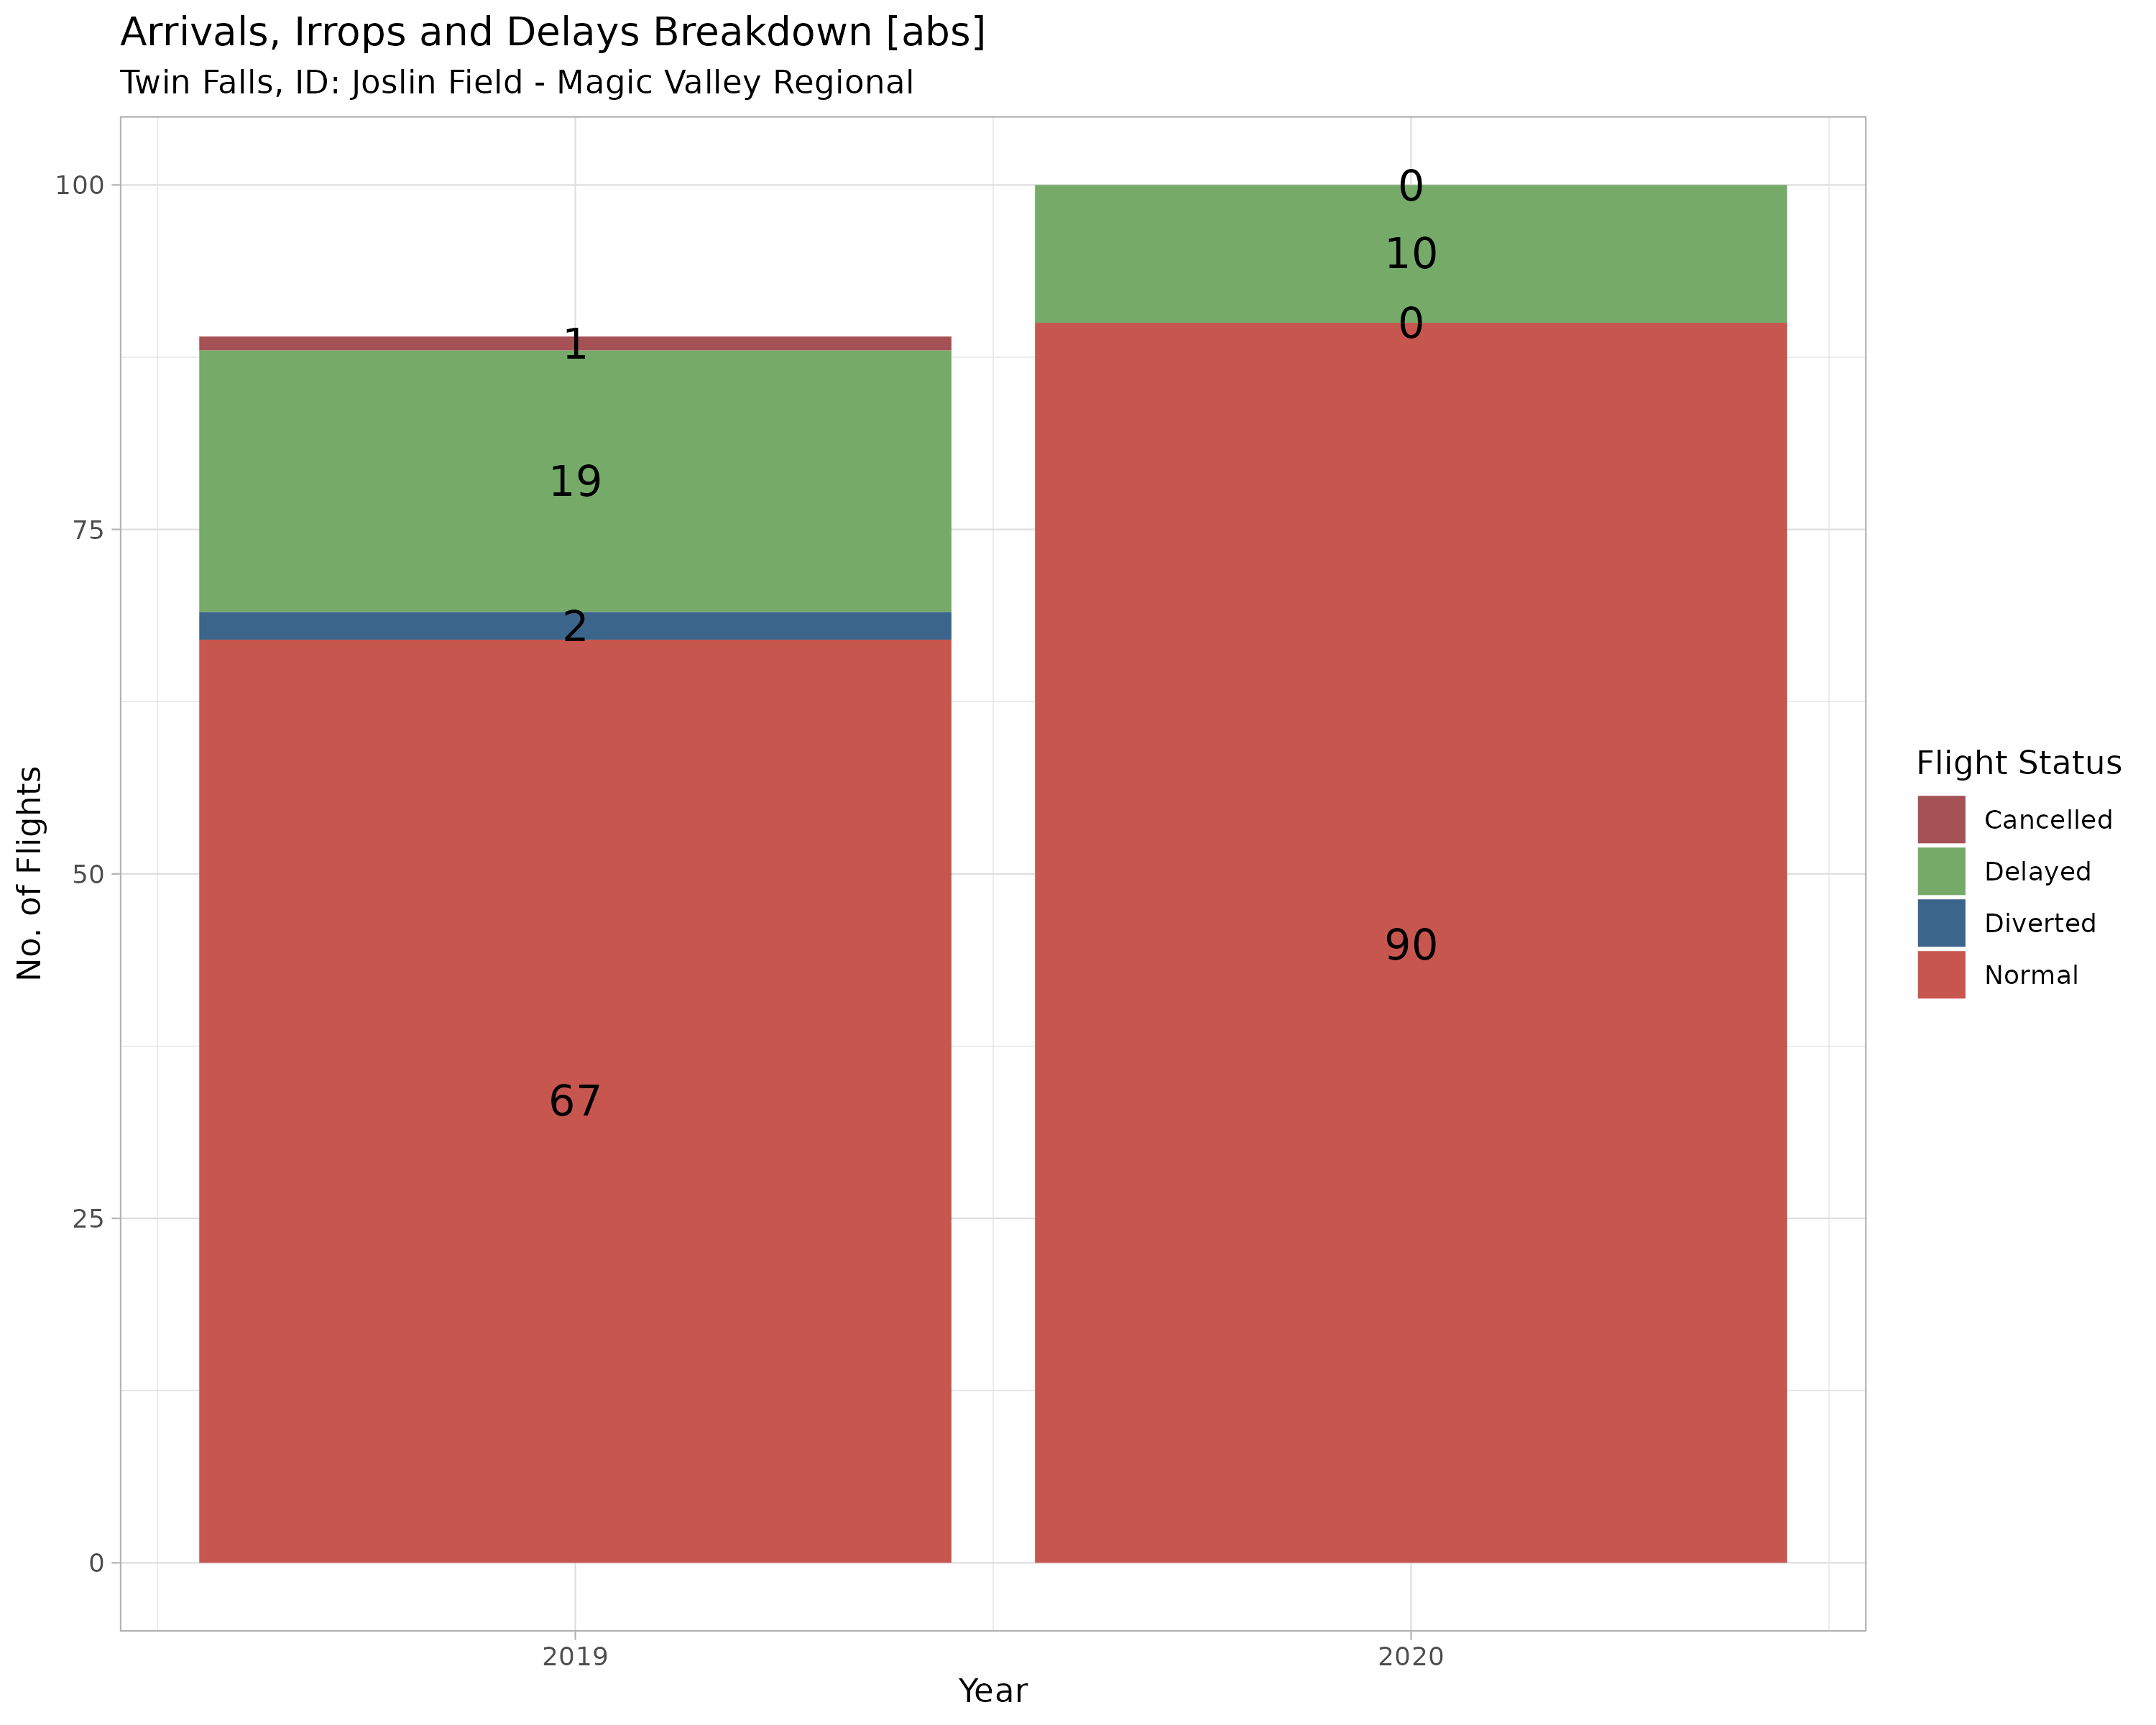 Arrivals, Irrops and Delays Breakdown [abs]
Twin Falls, ID: Joslin Field - Magic Valley Regional
No. of Flights
100
75
50
25
0
1
19
2
67
0
10
0
90
2019
2020
Year
Flight Status
Cancelled
Delayed
Diverted
Normal